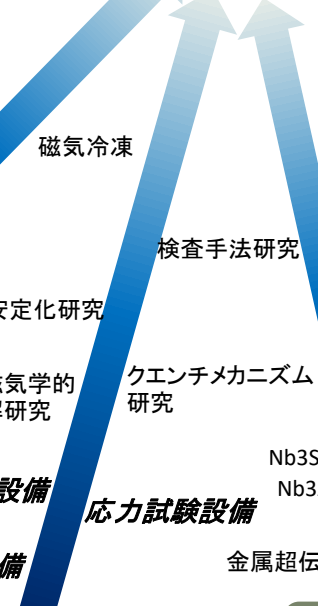 磁気冷凍
検査手法研究
安定化研究
磁気学的
研究
クエンチメカニズム
研究
Nb3S
Nb3
設備
応力試験設備
備
金属超伝